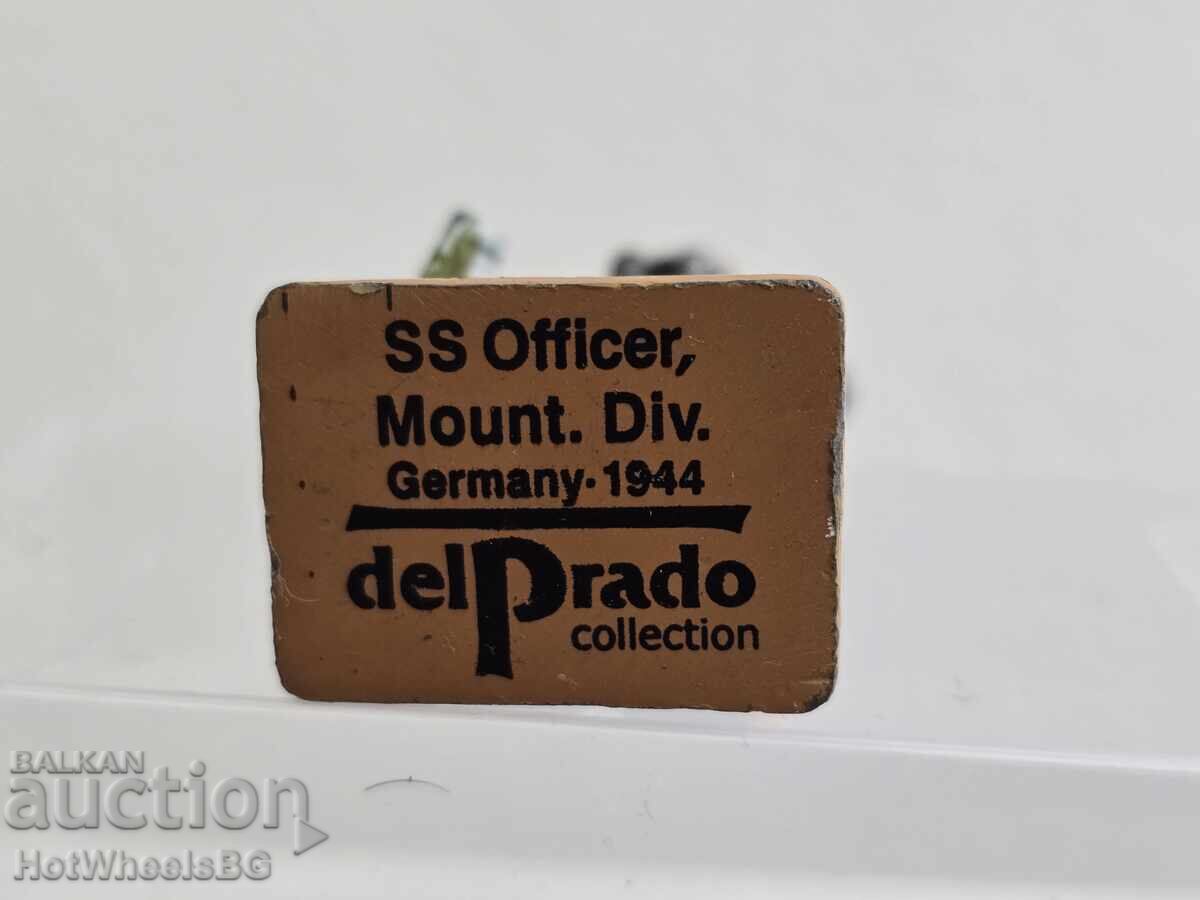 SS Officer,
Mount. Div.
Germany·1944
delPrado
collection
BALKAN
auction
HotWheelsBG